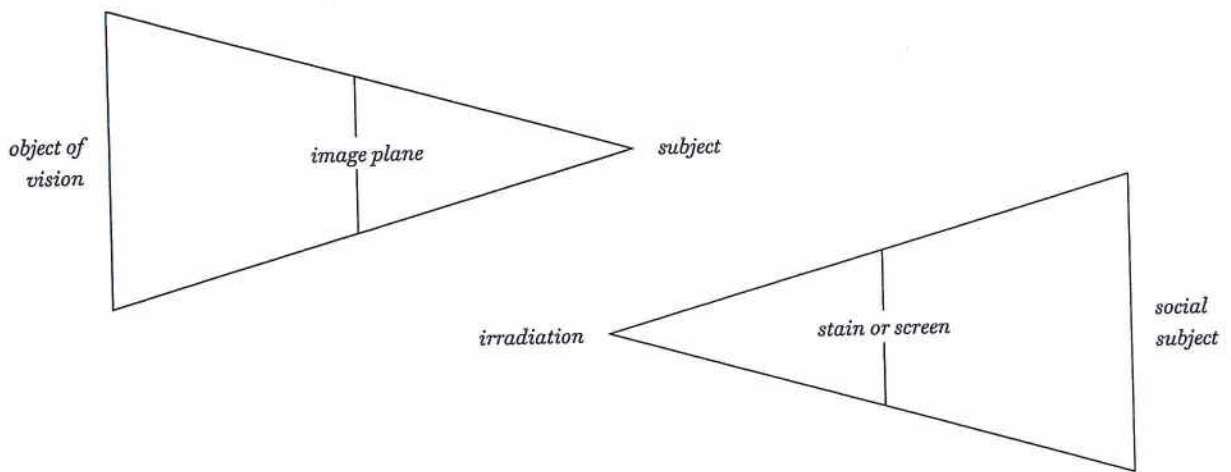 object of
vision
image plane
subject
irradiation
stain or screen
social
subject